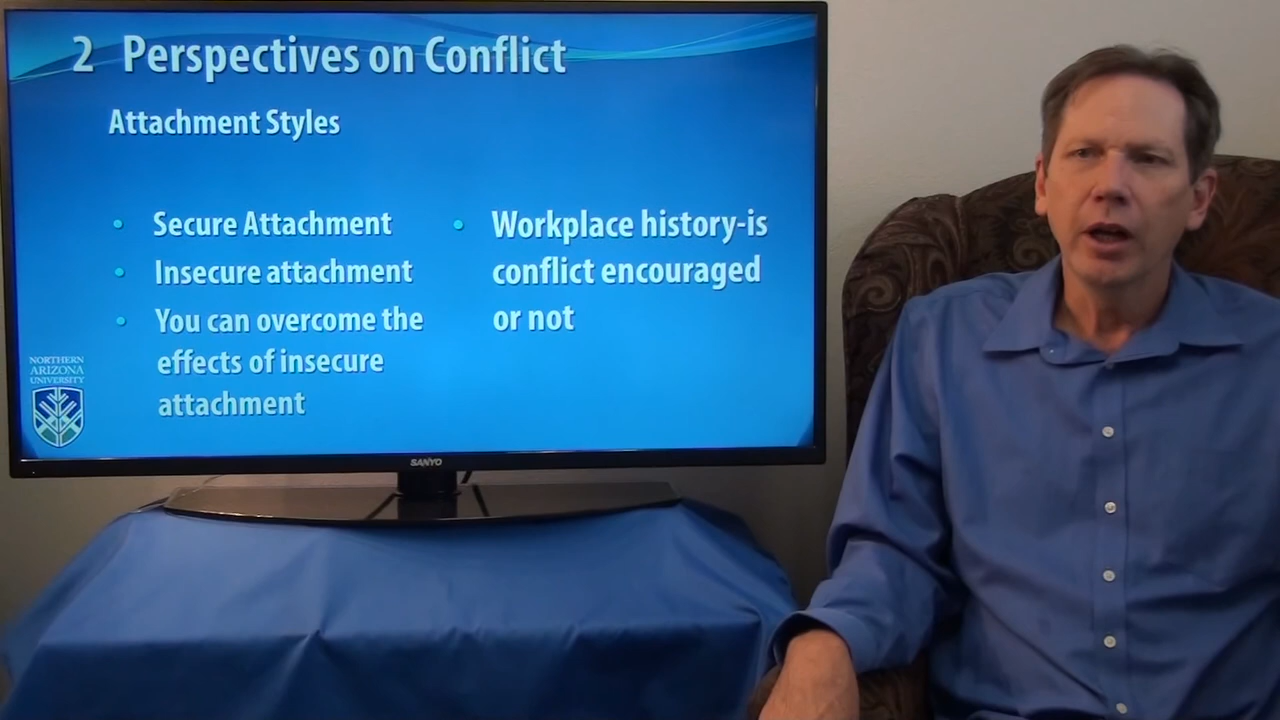 2 Perspectives on Conflict
Attachment Styles
• Secure Attachment
• Insecure attachment
• You can overcome the
effects of insecure
attachment
• Workplace history-is
conflict encouraged
or not
NORTHERN
ARIZONA
UNIVERSITY
SANYO